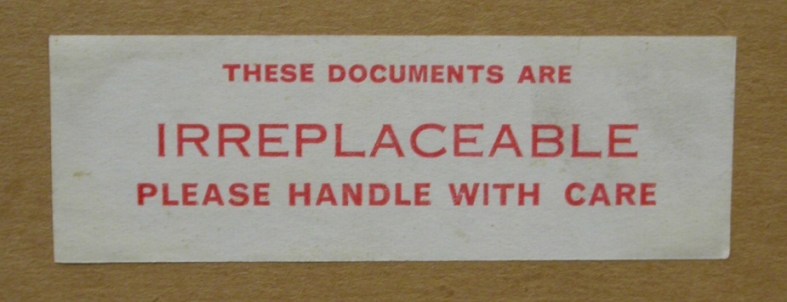 THESE DOCUMENTS ARE
IRREPLACEABLE
PLEASE HANDLE WITH CARE